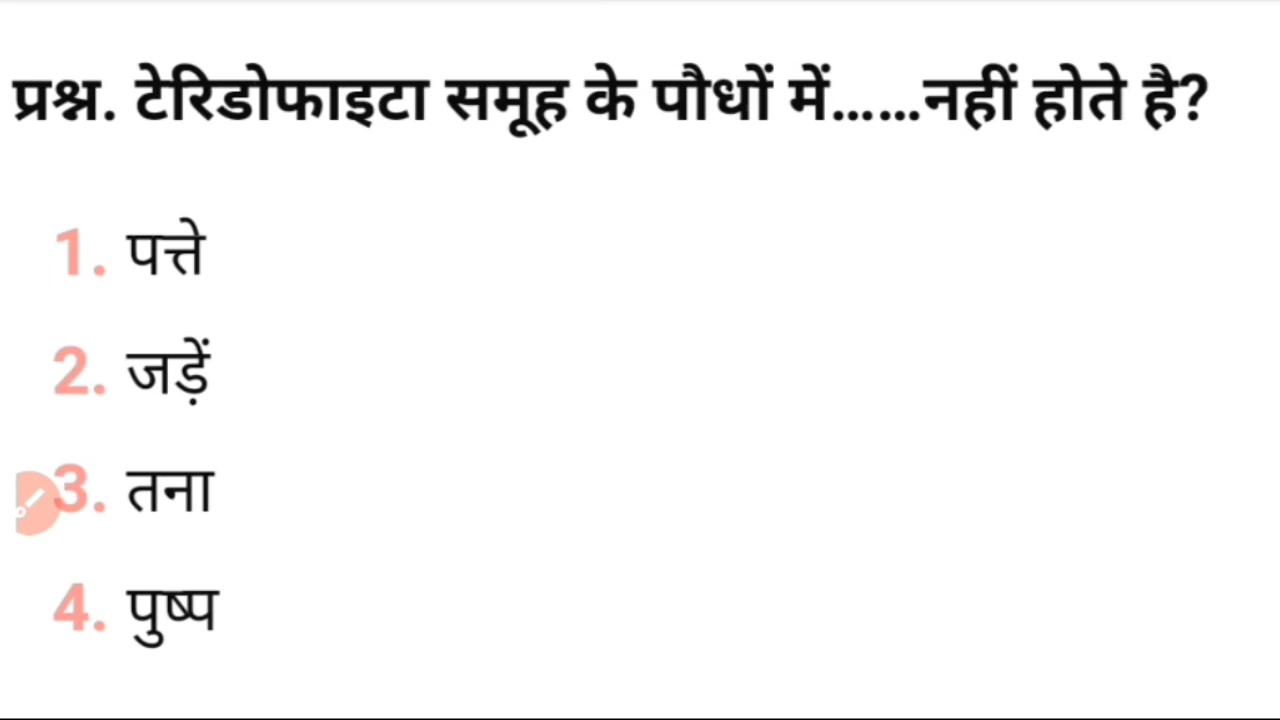 प्रश्न. टेरिडोफाइटा समूह के पौधों में......नहीं होते है?
1. पत्ते
2. जड़ें
3. तना
4. पुष्प